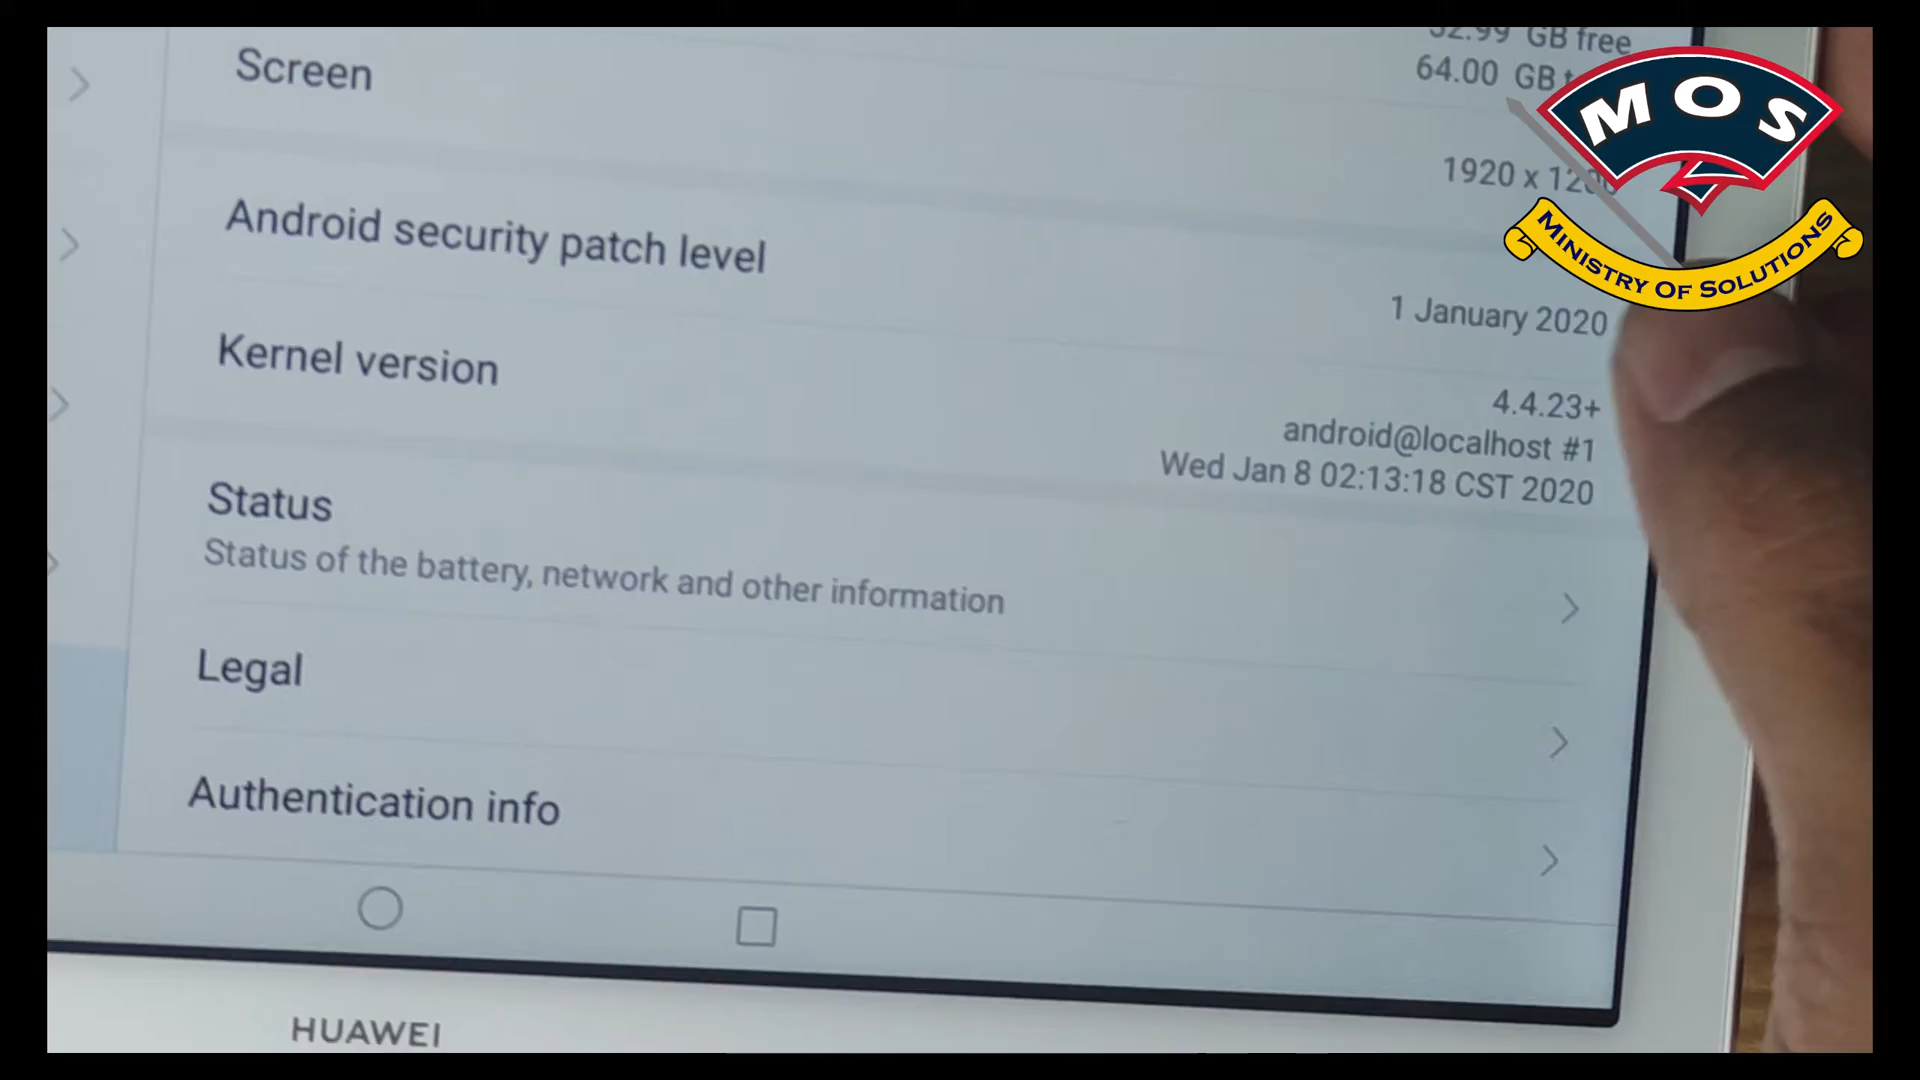 GB free
Screen
64.00 GB
1920 x
Android security patch level
1 January 2020
Kernel version
4.4.23+
android@localhost #1
Wed Jan 8 02:13:18 CST 2020
Status
Status of the battery, network and other information
Legal
Authentication info
HUAWEI
MOS
MINISTRY OF SOLUTIONS